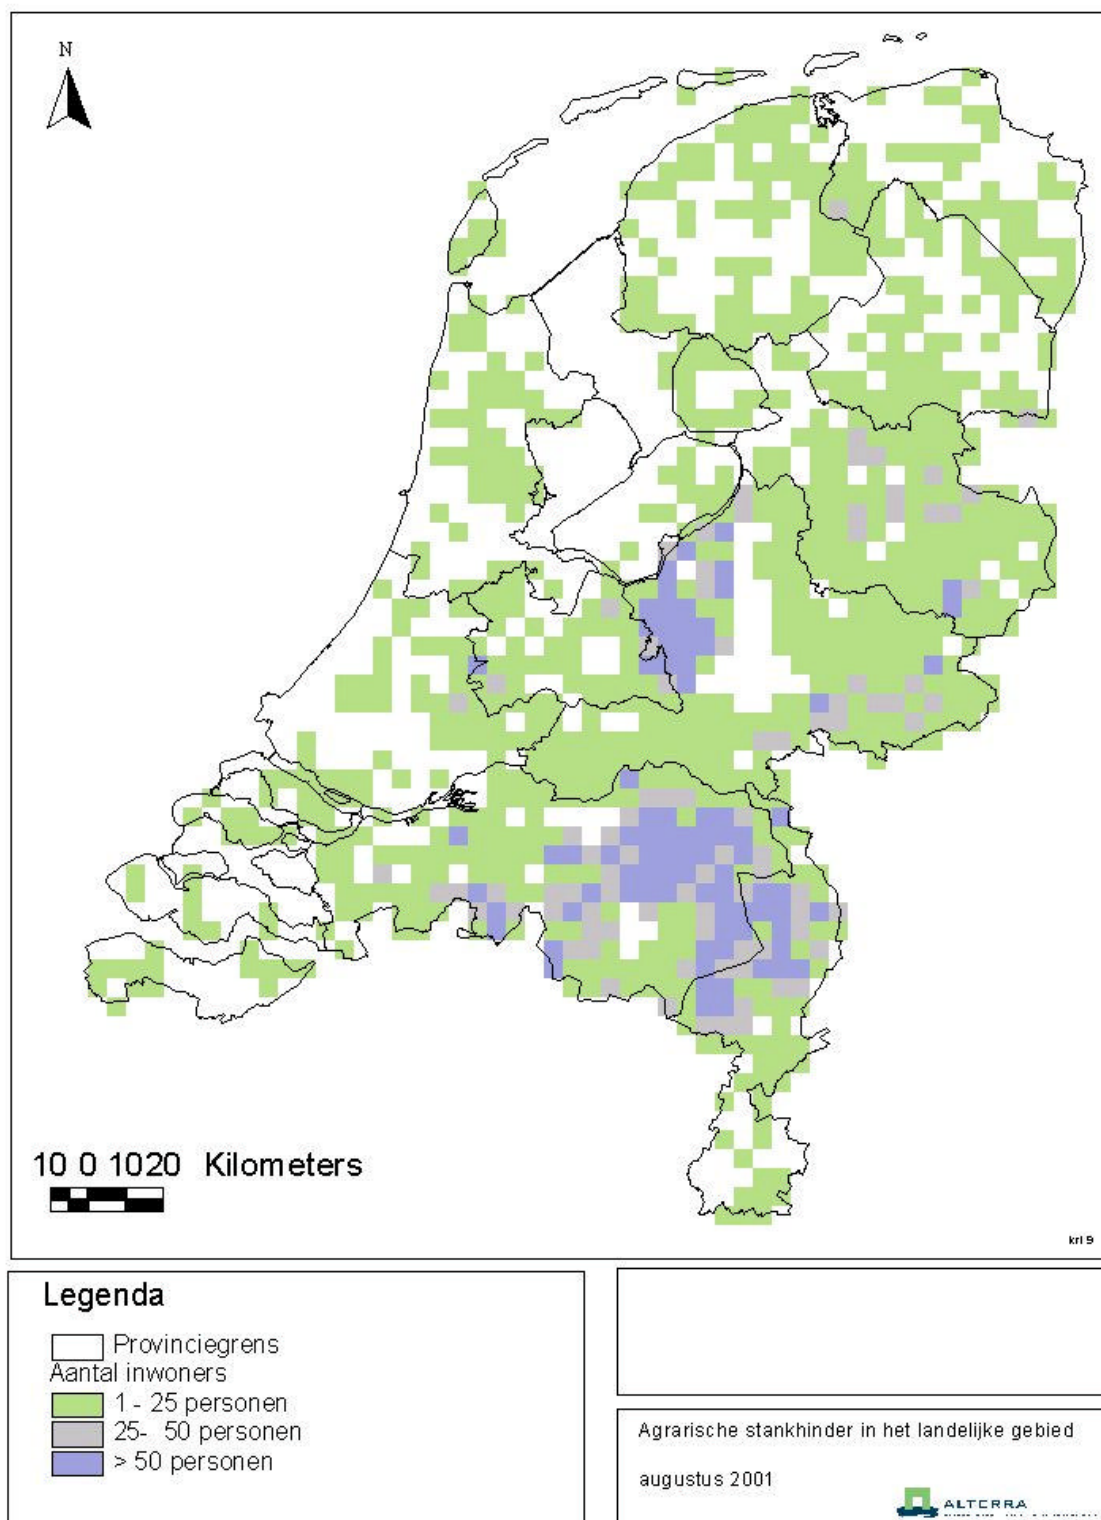 N
10 0 1020 Kilometers
krl 9
Legenda
Provinciegrens
Aantal inwoners
1 - 25 personen
25- 50 personen
> 50 personen
Agrarische stankhinder in het landelijke gebied
augustus 2001
ALTERRA